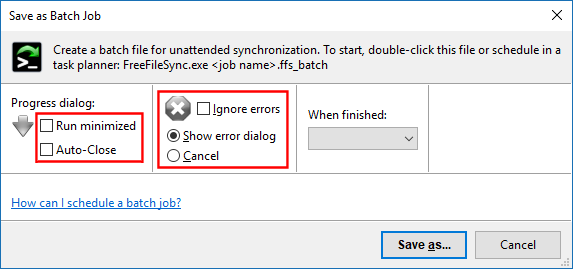 Save as Batch Job
Create a batch file for unattended synchronization. To start, double-click this file or schedule in a
task planner: FreeFileSync.exe <job name>.ffs_batch
Progress dialog:
Run minimized
Auto-Close
Ignore errors
Show error dialog
Cancel
When finished:
How can I schedule a batch job?
Save as...
Cancel